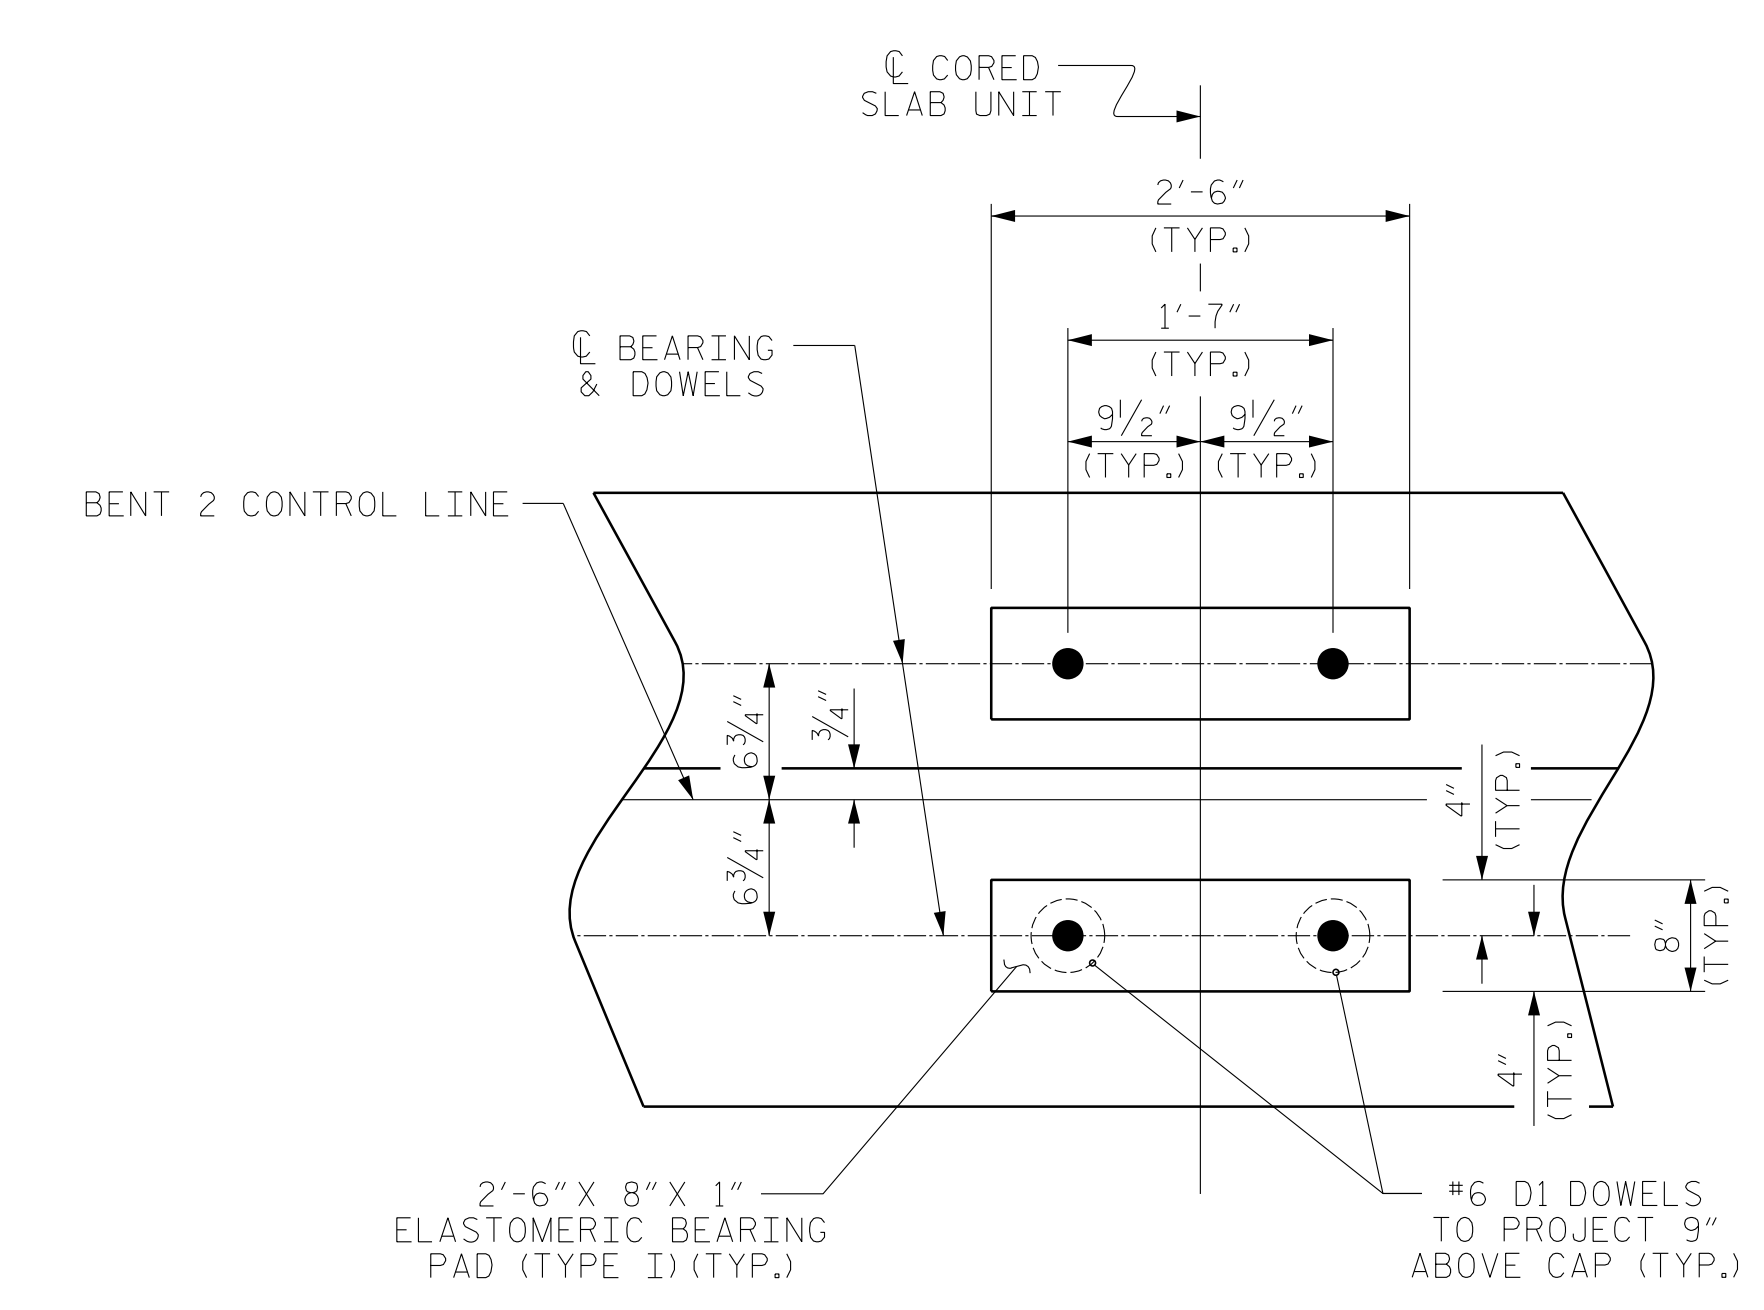 ℄ CORED
SLAB UNIT
2'-6"
(TYP.)
1'-7"
(TYP.)
℄ BEARING
& DOWELS
9½" 9½"
(TYP.) (TYP.)
BENT 2 CONTROL LINE
6¾"
¾"
4"
(TYP.)
6¾"
8"
(TYP.)
4"
(TYP.)
2'-6" X 8" X 1"
ELASTOMERIC BEARING
PAD (TYPE I)(TYP.)
#6 D1 DOWELS
TO PROJECT 9"
ABOVE CAP (TYP.)